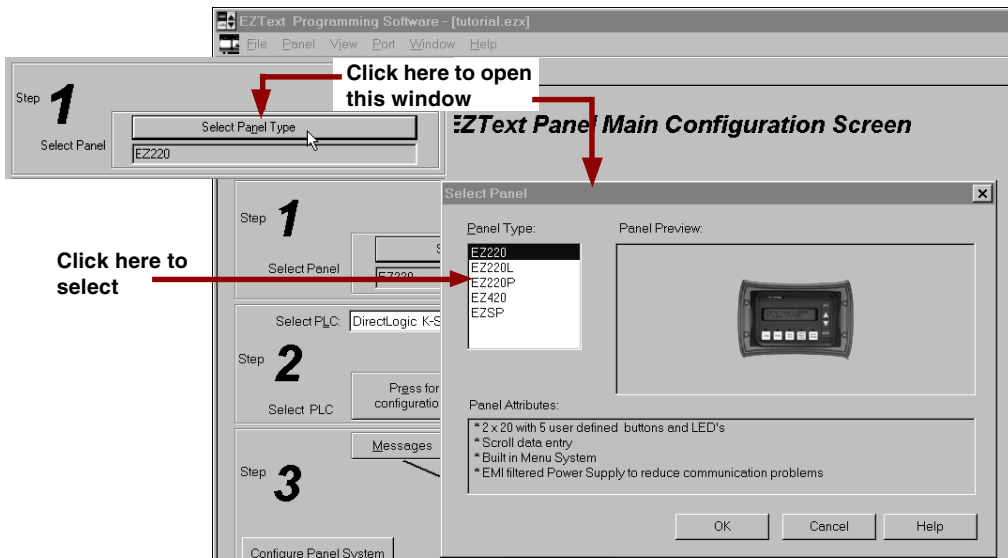 EZText Programming Software - [tutorial.ezx]
File Panel View Port Window Help
Click here to open
this window
Step 1
Select Panel Type
Select Panel
EZ220
EZText Panel Main Configuration Screen
Select Panel
Step 1
Panel Type:
Panel Preview:
S
Click here to
select
Select Panel
EZ220
EZ220
EZ220L
EZ220P
EZ420
EZSP
Select PLC: DirectLogic K-S
Step 2
Press for
configuratio
Select PLC
Panel Attributes:
* 2 x 20 with 5 user defined buttons and LED's
* Scroll data entry
* Built in Menu System
* EMI filtered Power Supply to reduce communication problems
Messages
Step 3
OK Cancel Help
Configure Panel System